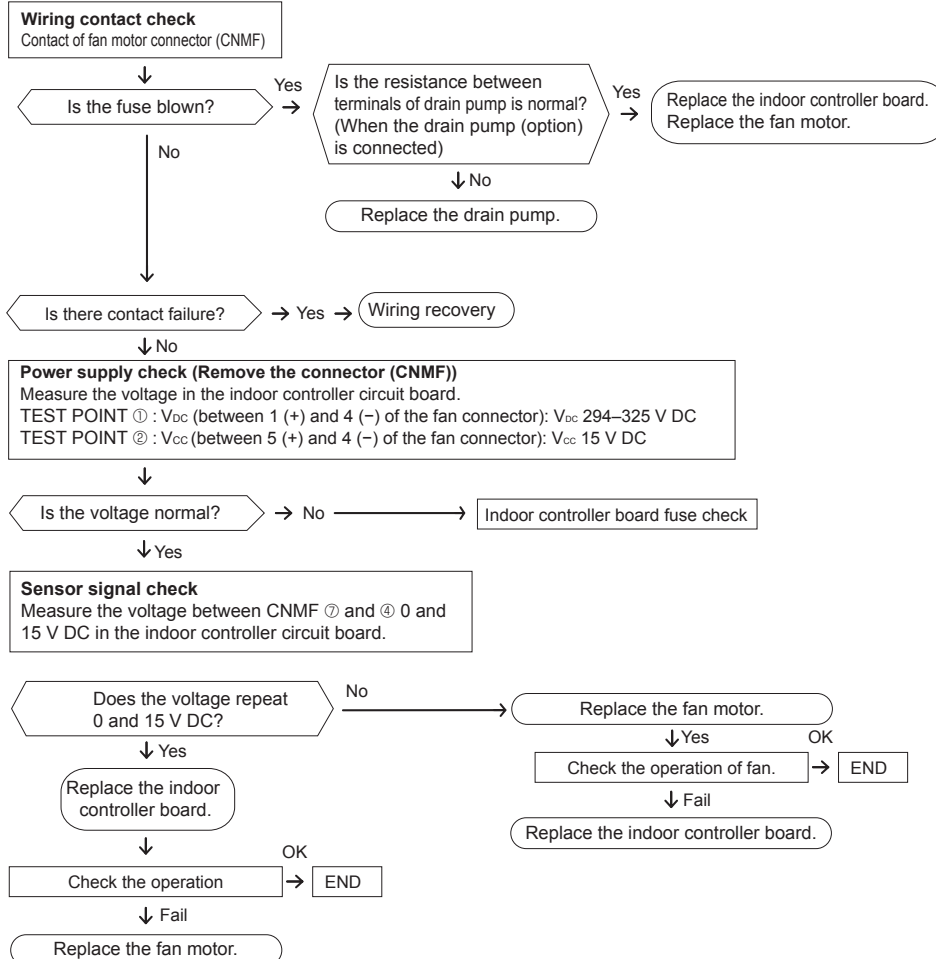 Wiring contact check
Contact of fan motor connector (CNMF)
Is the fuse blown?
Yes
Is the resistance between
terminals of drain pump is normal?
(When the drain pump (option)
is connected)
Yes
Replace the indoor controller board.
Replace the fan motor.
No
No
Replace the drain pump.
Is there contact failure?
Yes
Wiring recovery
No
Power supply check (Remove the connector (CNMF))
Measure the voltage in the indoor controller circuit board.
TEST POINT ① : VDC (between 1 (+) and 4 (−) of the fan connector): VDC 294–325 V DC
TEST POINT ② : VCC (between 5 (+) and 4 (−) of the fan connector): VCC 15 V DC
Is the voltage normal?
No
Indoor controller board fuse check
Yes
Sensor signal check
Measure the voltage between CNMF ⑦ and ④ 0 and
15 V DC in the indoor controller circuit board.
Does the voltage repeat
0 and 15 V DC?
No
Replace the fan motor.
Yes
Check the operation of fan.
OK
END
Fail
Replace the indoor controller board.
Yes
Replace the indoor
controller board.
Check the operation
OK
END
Fail
Replace the fan motor.